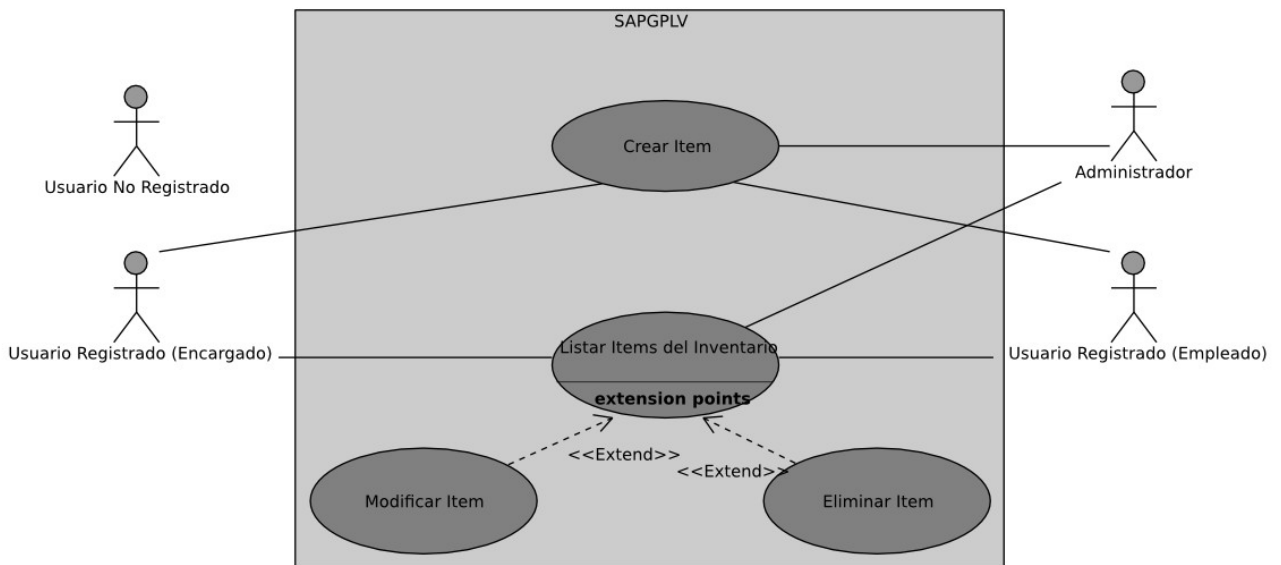 SAPGPLV
Usuario No Registrado
Crear Item
Administrador
Usuario Registrado (Encargado)
Listar Items del Inventario
extension points
Usuario Registrado (Empleado)
<<Extend>>
<<Extend>>
Modificar Item
Eliminar Item